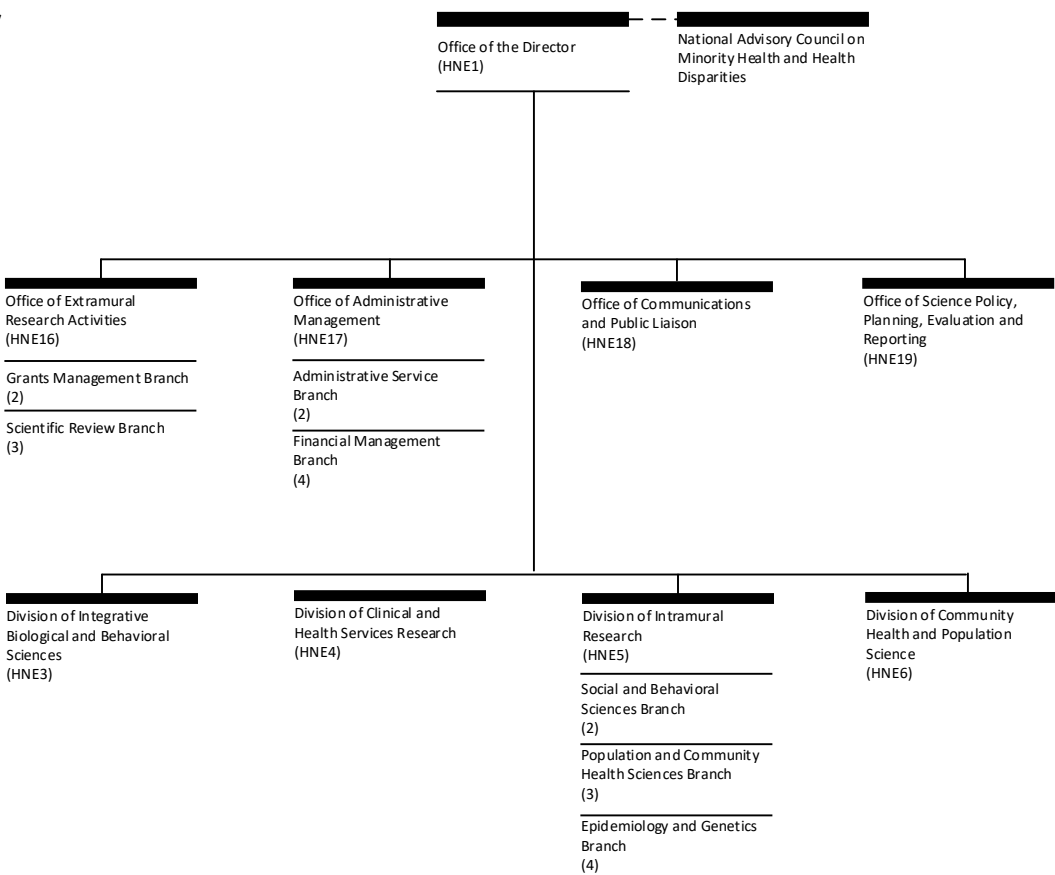 Office of the Director
(HNE1)
National Advisory Council on
Minority Health and Health
Disparities
Office of Extramural
Research Activities
(HNE16)
Grants Management Branch
(2)
Scientific Review Branch
(3)
Office of Administrative
Management
(HNE17)
Administrative Service
Branch
(2)
Financial Management
Branch
(4)
Office of Communications
and Public Liaison
(HNE18)
Office of Science Policy,
Planning, Evaluation and
Reporting
(HNE19)
Division of Integrative
Biological and Behavioral
Sciences
(HNE3)
Division of Clinical and
Health Services Research
(HNE4)
Division of Intramural
Research
(HNE5)
Social and Behavioral
Sciences Branch
(2)
Population and Community
Health Sciences Branch
(3)
Epidemiology and Genetics
Branch
(4)
Division of Community
Health and Population
Science
(HNE6)